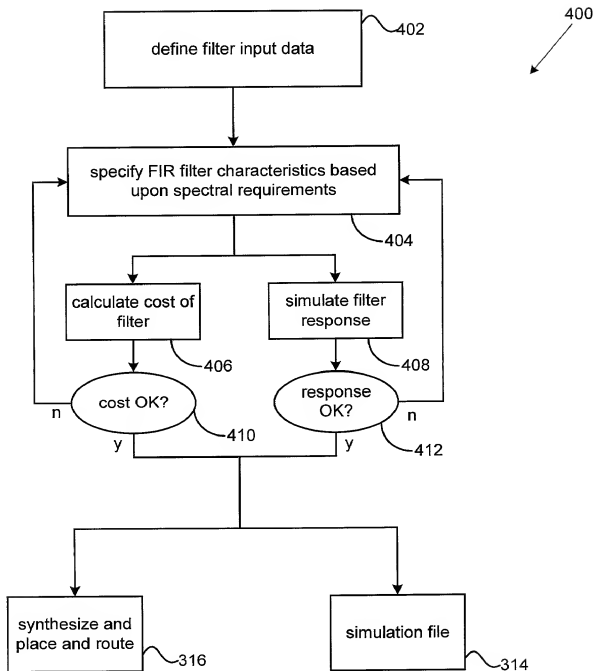 400
define filter input data
402
specify FIR filter characteristics based
upon spectral requirements
404
calculate cost of
filter
406
simulate filter
response
408
cost OK?
n
y
410
response
OK?
n
y
412
synthesize and
place and route
316
simulation file
314